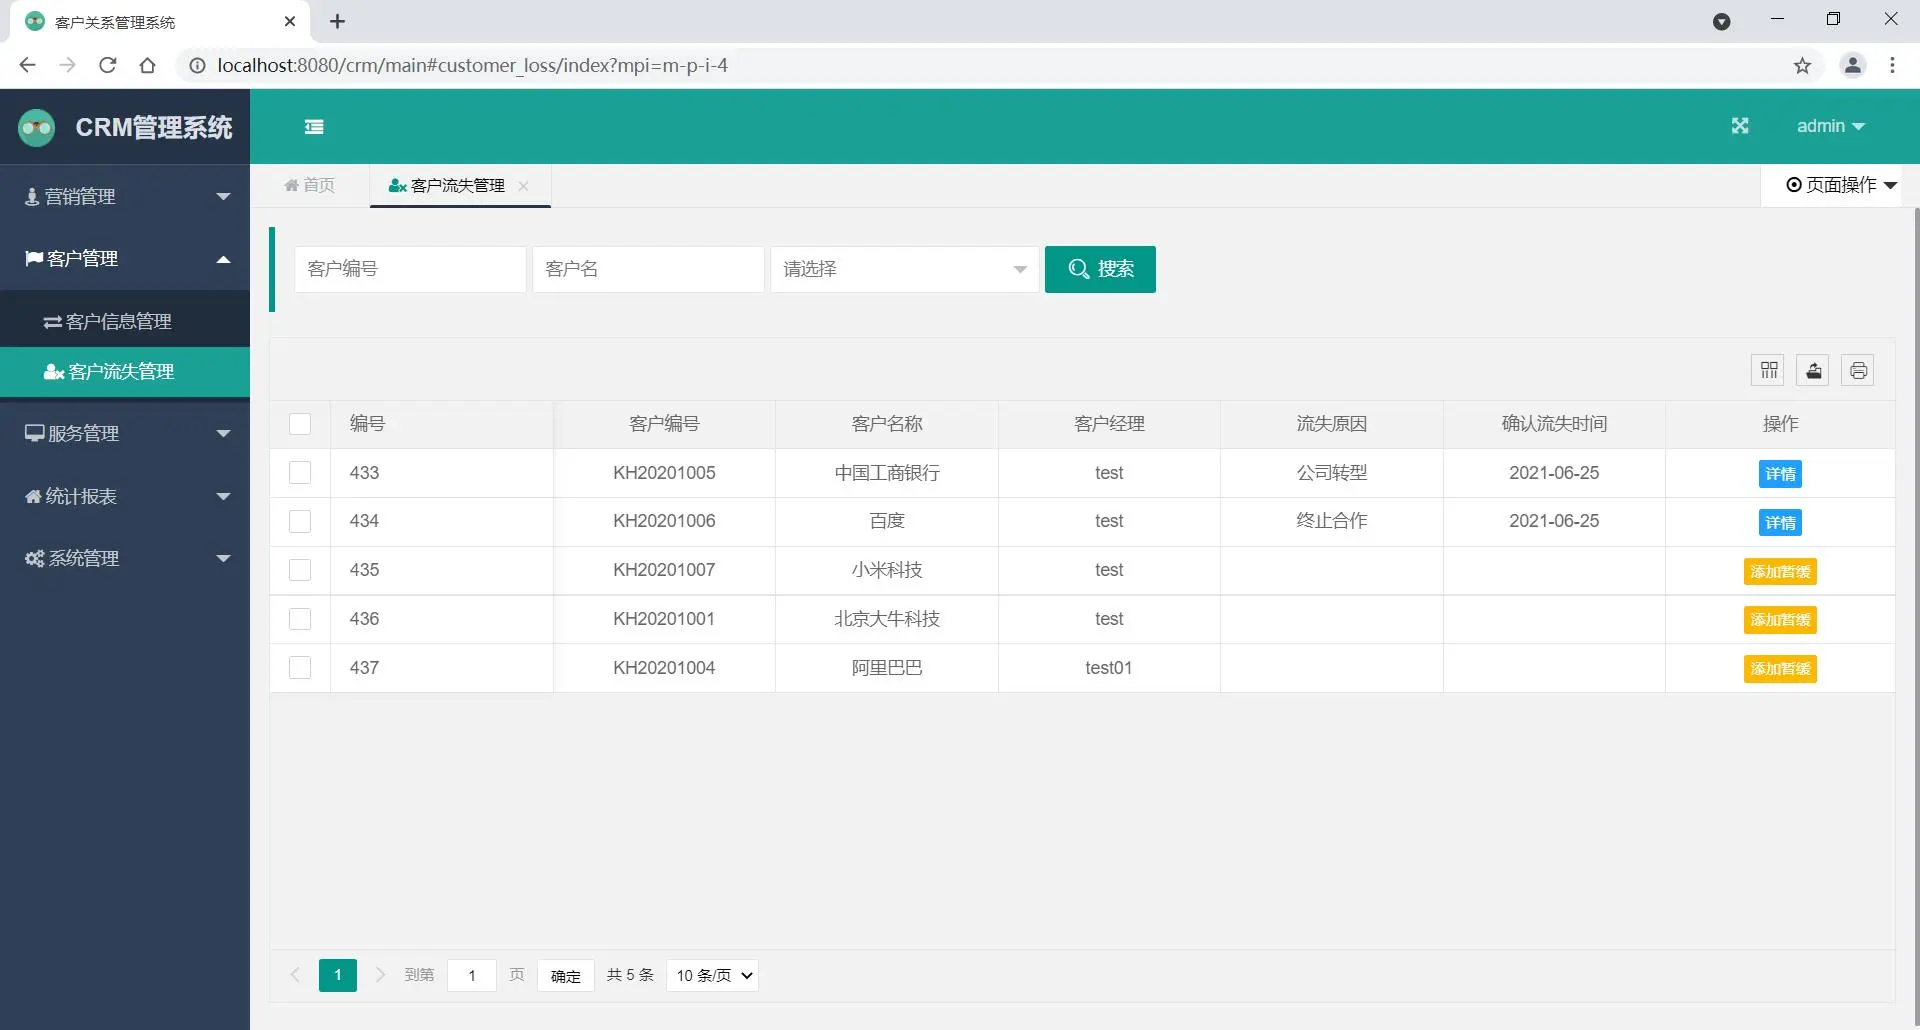 客户关系管理系统
localhost:8080/crm/main#customer_loss/index?mpi=m-p-i-4
CRM管理系统
admin
营销管理
客户管理
客户信息管理
客户流失管理
服务管理
统计报表
系统管理
首页
客户流失管理
页面操作
客户编号
客户名
请选择
搜索
编号 客户编号 客户名称 客户经理 流失原因 确认流失时间 操作
433 KH20201005 中国工商银行 test 公司转型 2021-06-25 详情
434 KH20201006 百度 test 终止合作 2021-06-25 详情
435 KH20201007 小米科技 test 添加暂缓
436 KH20201001 北京大牛科技 test 添加暂缓
437 KH20201004 阿里巴巴 test01 添加暂缓
1 到第 1 页 确定 共 5 条 10 条/页